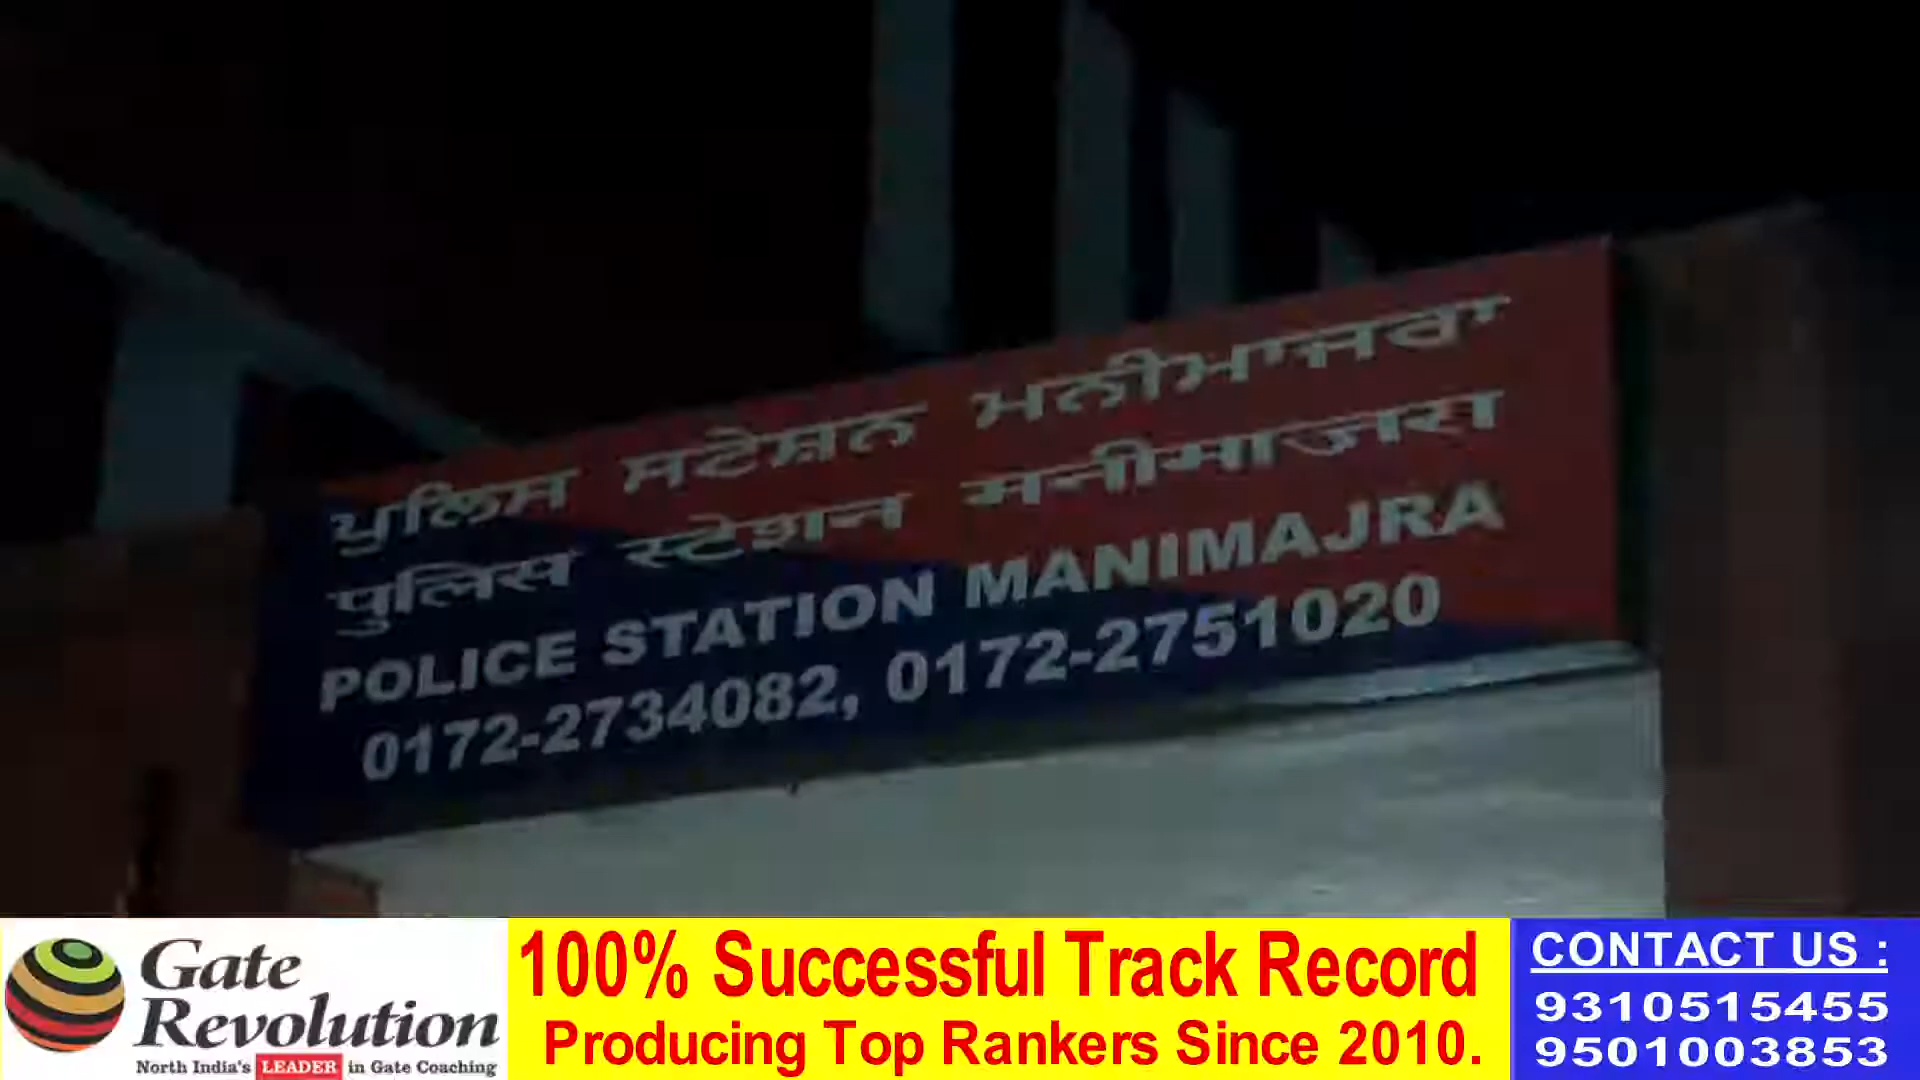 ਪੁਲਿਸ ਸਟੇਸ਼ਨ ਮਨੀਮਾਜਰਾ
पुलिस स्टेशन मनीमाजरा
POLICE STATION MANIMAJRA
0172-2734082, 0172-2751020
Gate
Revolution
North India's LEADER in Gate Coaching
100% Successful Track Record
Producing Top Rankers Since 2010.
CONTACT US :
9310515455
9501003853